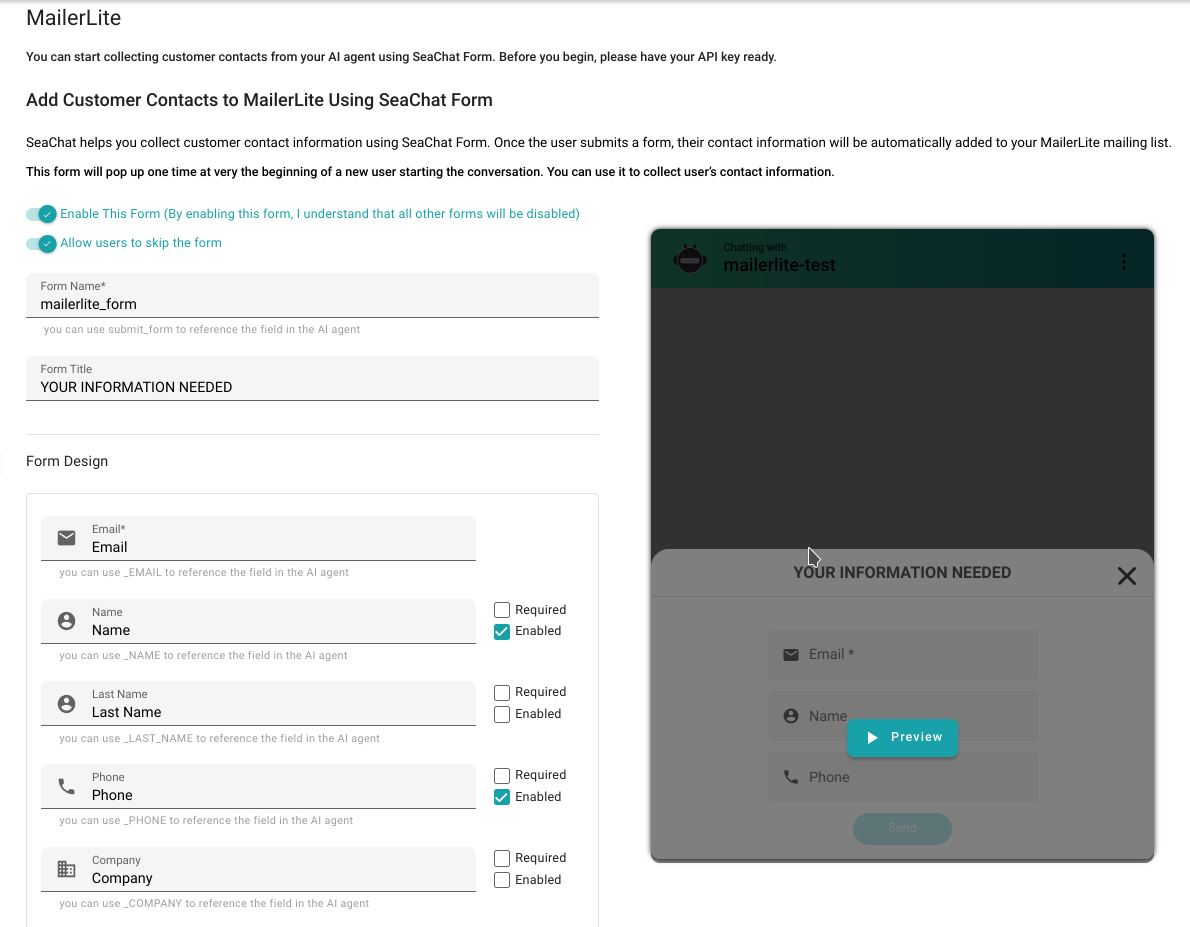 MailerLite
You can start collecting customer contacts from your AI agent using SeaChat Form. Before you begin, please have your API key ready.
Add Customer Contacts to MailerLite Using SeaChat Form
SeaChat helps you collect customer contact information using SeaChat Form. Once the user submits a form, their contact information will be automatically added to your MailerLite mailing list.
This form will pop up one time at very the beginning of a new user starting the conversation. You can use it to collect user's contact information.
Enable This Form (By enabling this form, I understand that all other forms will be disabled)
Allow users to skip the form
Form Name*
mailerlite_form
you can use submit_form to reference the field in the AI agent
Form Title
YOUR INFORMATION NEEDED
Form Design
Email*
Email
you can use _EMAIL to reference the field in the AI agent
Name
Name
Required
Enabled
you can use _NAME to reference the field in the AI agent
Last Name
Last Name
Required
Enabled
you can use _LAST_NAME to reference the field in the AI agent
Phone
Phone
Required
Enabled
you can use _PHONE to reference the field in the AI agent
Company
Company
Required
Enabled
you can use _COMPANY to reference the field in the AI agent
Chatting with
mailerlite-test
YOUR INFORMATION NEEDED
Email *
Name
Preview
Phone
Send